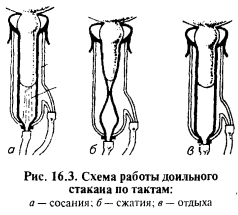 а
б
в
Рис. 16.3. Схема работы доильного
стакана по тактам:
а — сосания; б — сжатия; в — отдыха